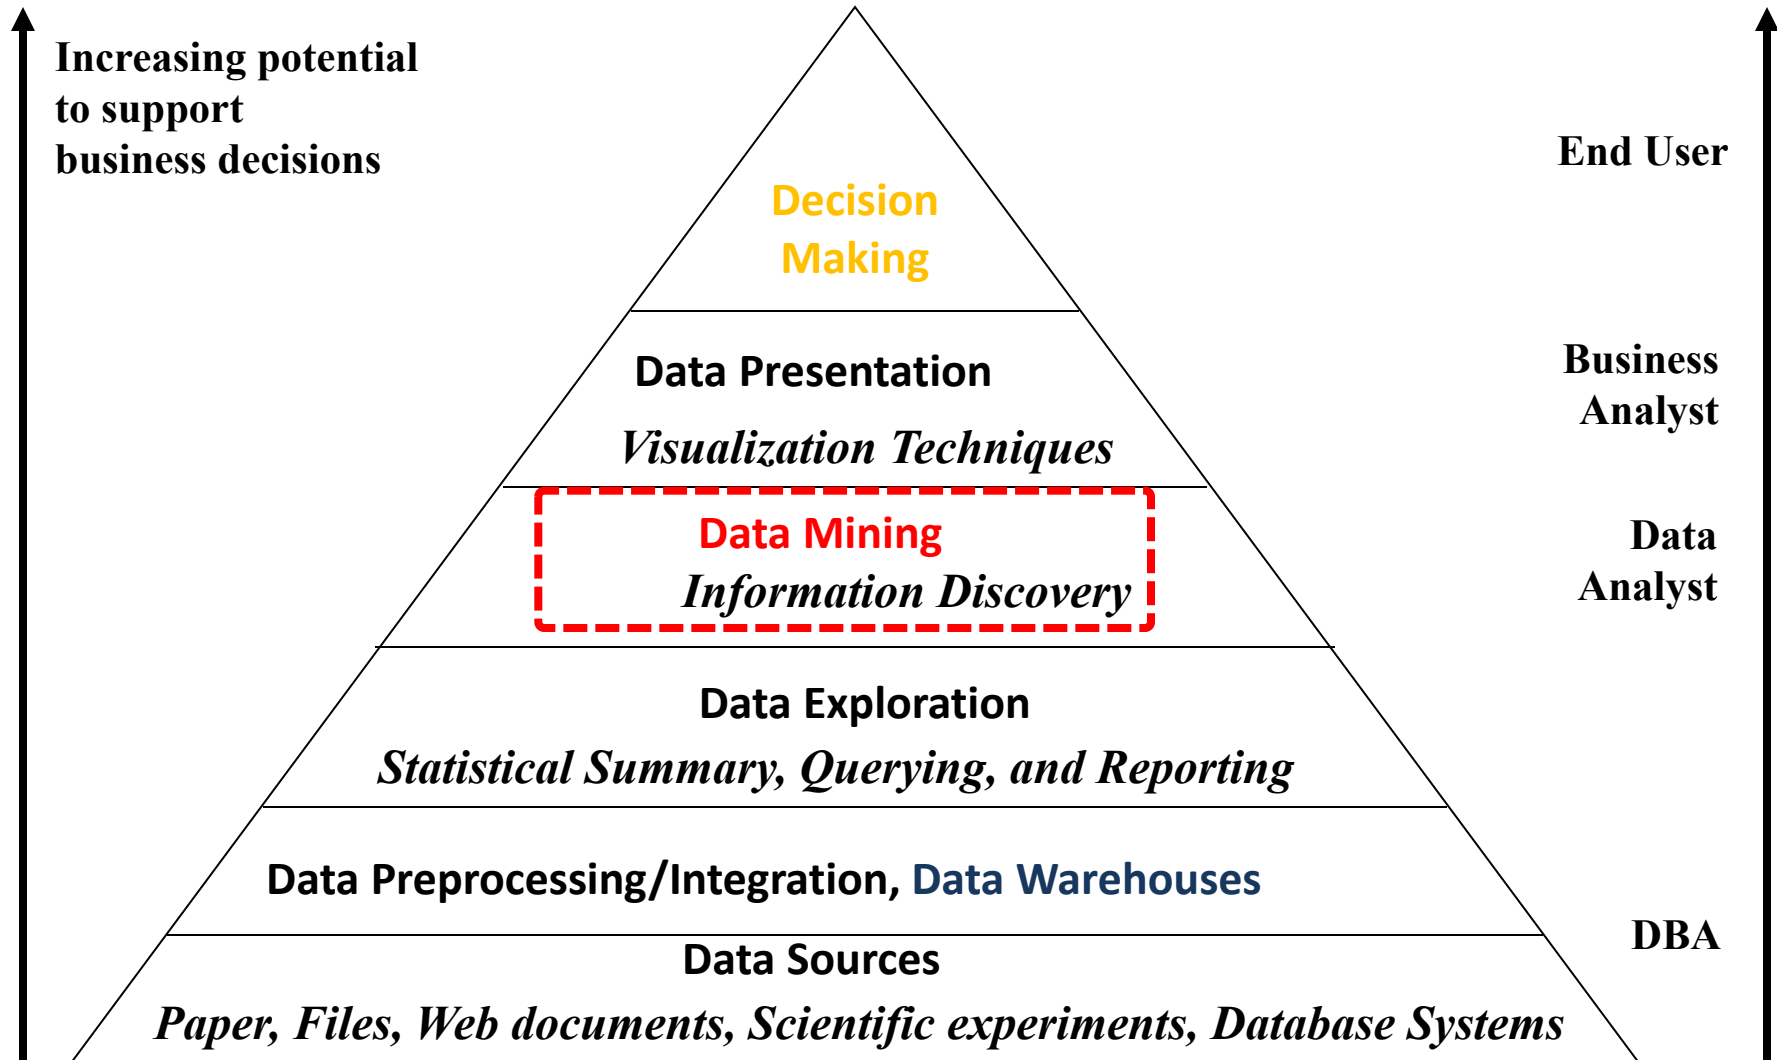 Increasing potential
to support
business decisions
End User
Decision
Making
Data Presentation
Business
Analyst
Visualization Techniques
Data Mining
Data
Analyst
Information Discovery
Data Exploration
Statistical Summary, Querying, and Reporting
Data Preprocessing/Integration, Data Warehouses
DBA
Data Sources
Paper, Files, Web documents, Scientific experiments, Database Systems